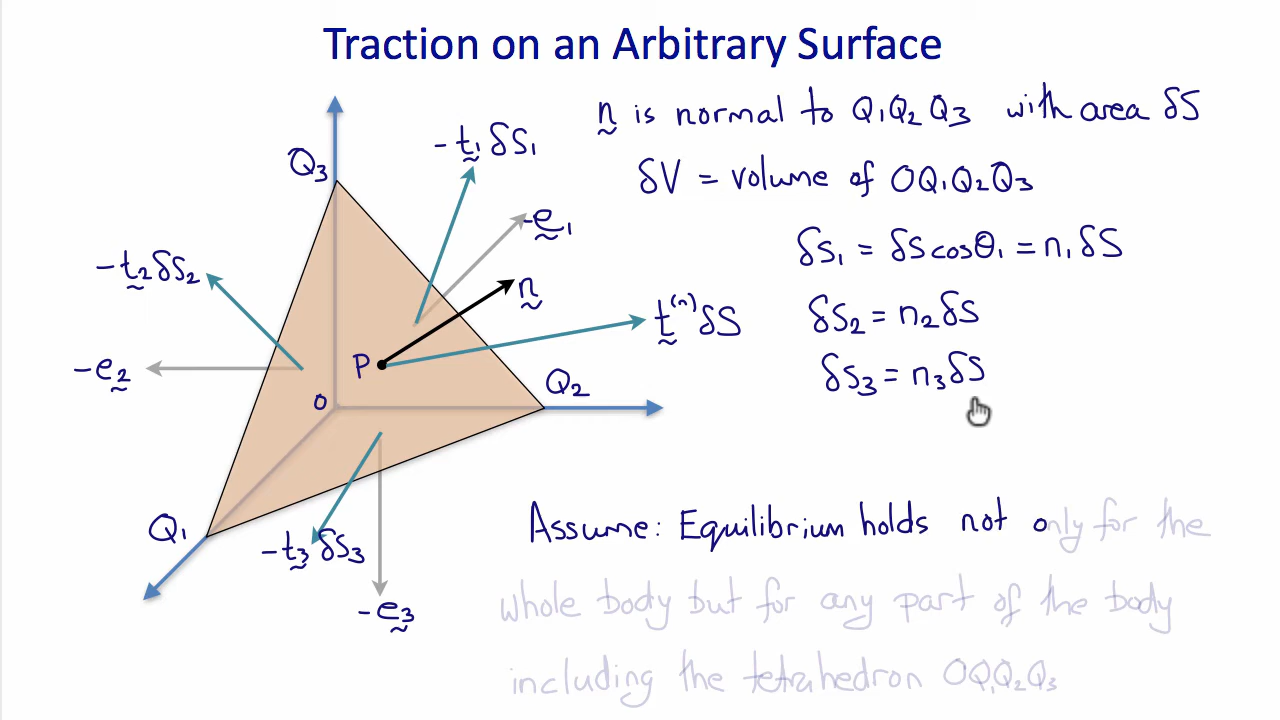 Traction on an Arbitrary Surface
n is normal to Q₁Q₂Q₃ with area δS
δV = volume of OQ₁Q₂Q₃
δS₁ = δS cosθ₁ = n₁ δS
δS₂ = n₂ δS
δS₃ = n₃ δS
Q₃
-t₁ δS₁
-e₁
-t₂ δS₂
n
t⁽ⁿ⁾ δS
-e₂
P
Q₂
O
Q₁
-t₃ δS₃
-e₃
Assume: Equilibrium holds not only for the
whole body but for any part of the body
including the tetrahedron OQ₁Q₂Q₃